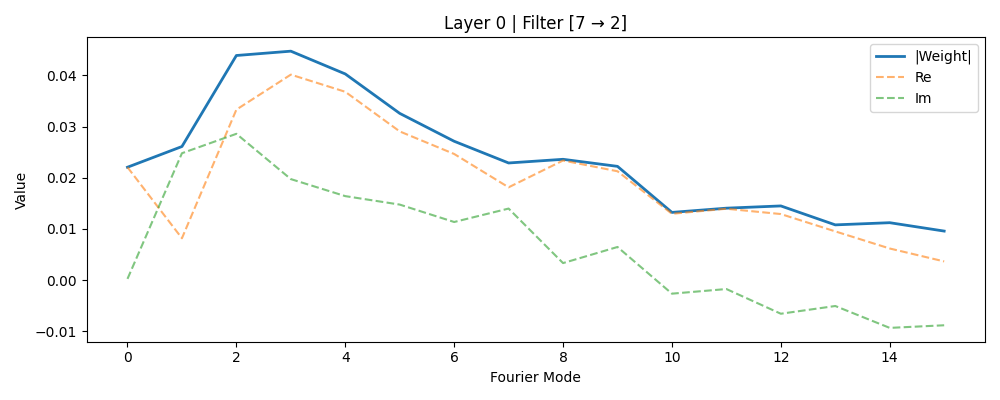 Layer 0 | Filter [7 → 2]
|Weight|
Re
Im
Value
0.04
0.03
0.02
0.01
0.00
−0.01
0 2 4 6 8 10 12 14
Fourier Mode